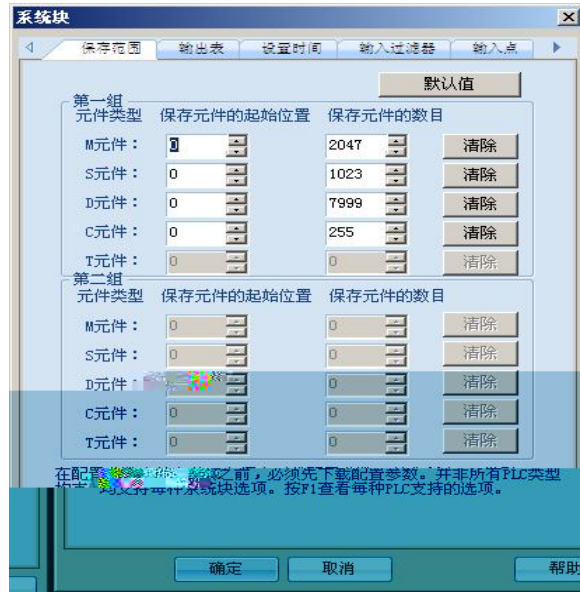 系统块
保存范围 输出表 设置时间 输入过滤器 输入点
默认值
第一组
元件类型 保存元件的起始位置 保存元件的数目
M元件： 0 2047 清除
S元件： 0 1023 清除
D元件： 0 7999 清除
C元件： 0 255 清除
T元件： 0 0 清除
第二组
元件类型 保存元件的起始位置 保存元件的数目
M元件： 0 0 清除
S元件： 0 0 清除
D元件： 0 清除
C元件： 0 0 清除
T元件： 0 0 清除
在配置 之前，必须先下载配置参数。并非所有PLC类型
均支持每种系统块选项。按F1查看每种PLC支持的选项。
确定 取消 帮助